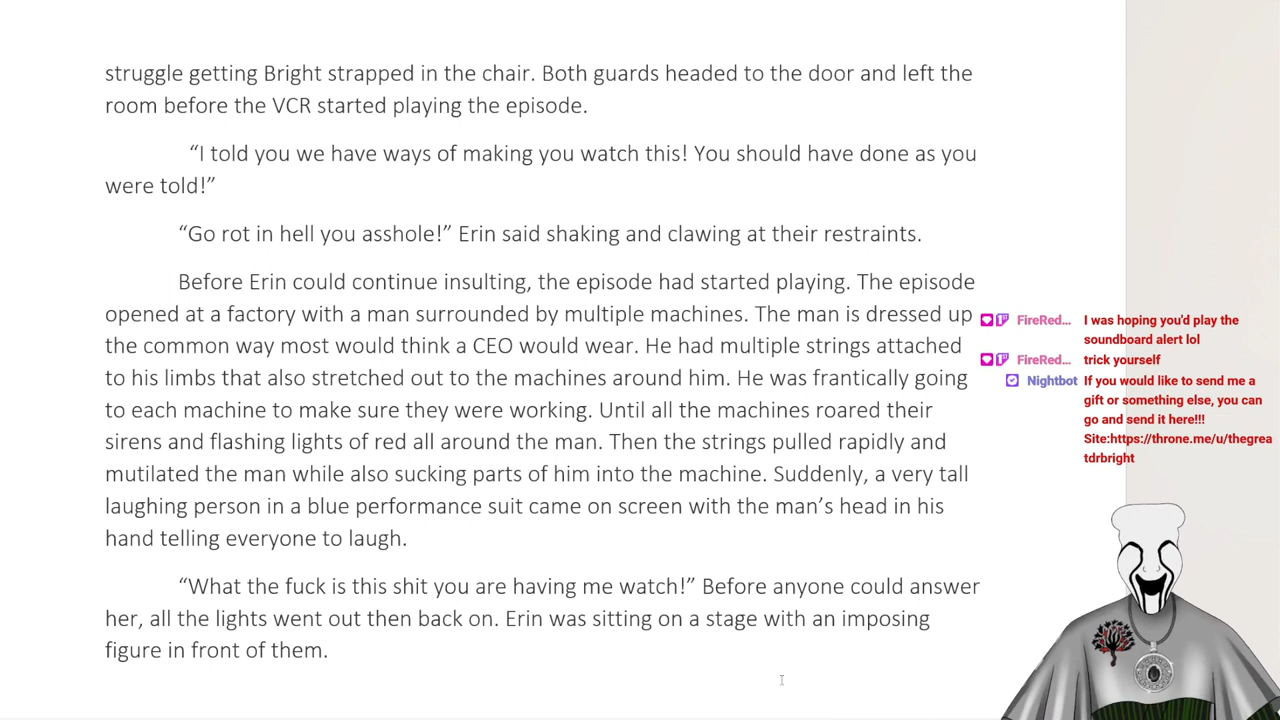 struggle getting Bright strapped in the chair. Both guards headed to the door and left the
room before the VCR started playing the episode.
“I told you we have ways of making you watch this! You should have done as you
were told!”
“Go rot in hell you asshole!” Erin said shaking and clawing at their restraints.
Before Erin could continue insulting, the episode had started playing. The episode
opened at a factory with a man surrounded by multiple machines. The man is dressed up
the common way most would think a CEO would wear. He had multiple strings attached
to his limbs that also stretched out to the machines around him. He was frantically going
to each machine to make sure they were working. Until all the machines roared their
sirens and flashing lights of red all around the man. Then the strings pulled rapidly and
mutilated the man while also sucking parts of him into the machine. Suddenly, a very tall
laughing person in a blue performance suit came on screen with the man’s head in his
hand telling everyone to laugh.
“What the fuck is this shit you are having me watch!” Before anyone could answer
her, all the lights went out then back on. Erin was sitting on a stage with an imposing
figure in front of them.
FireRed... I was hoping you'd play the
soundboard alert lol
FireRed... trick yourself
Nightbot If you would like to send me a
gift or something else, you can
go and send it here!!!
Site:https://throne.me/u/thegrea
tdrbright